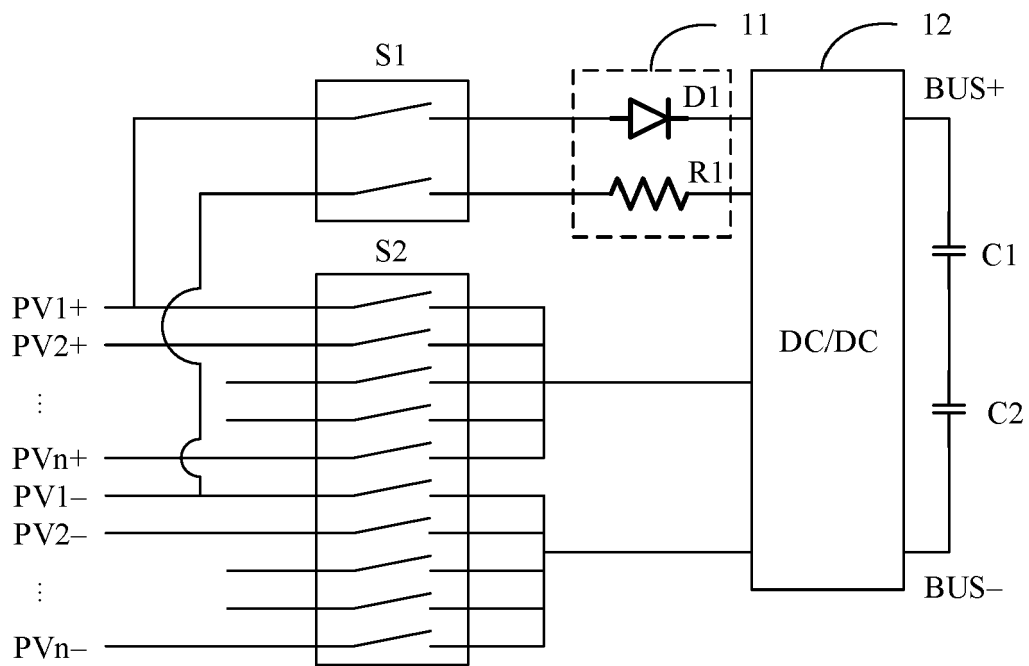 11
12
S1
D1
BUS+
R1
S2
C1
PV1+
PV2+
DC/DC
⋮
C2
PVn+
PV1–
PV2–
⋮
BUS–
PVn–